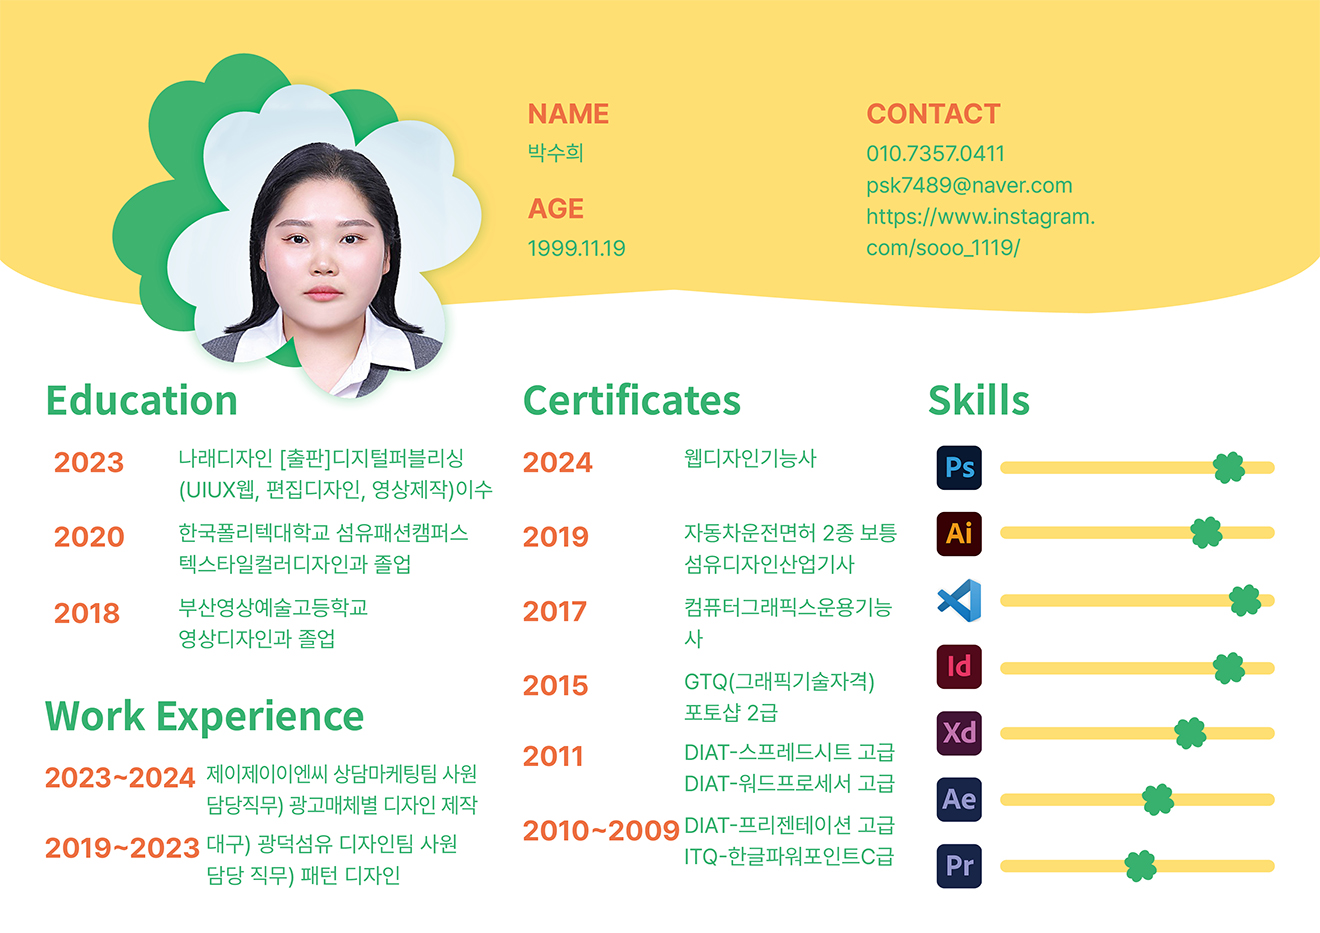 NAME
박수희
AGE
1999.11.19
CONTACT
010.7357.0411
psk7489@naver.com
https://www.instagram.
com/sooo_1119/
Education
2023
나래디자인 [출판]디지털퍼블리싱
(UIUX웹, 편집디자인, 영상제작)이수
2020
한국폴리텍대학교 섬유패션캠퍼스
텍스타일컬러디자인과 졸업
2018
부산영상예술고등학교
영상디자인과 졸업
Work Experience
2023~2024
제이제이이엔씨 상담마케팅팀 사원
담당직무) 광고매체별 디자인 제작
2019~2023
대구) 광덕섬유 디자인팀 사원
담당 직무) 패턴 디자인
Certificates
2024
웹디자인기능사
2019
자동차운전면허 2종 보틍
섬유디자인산업기사
2017
컴퓨터그래픽스운용기능
사
2015
GTQ(그래픽기술자격)
포토샵 2급
2011
DIAT-스프레드시트 고급
DIAT-워드프로세서 고급
2010~2009
DIAT-프리젠테이션 고급
ITQ-한글파워포인트C급
Skills
Ps
Ai
Id
Xd
Ae
Pr